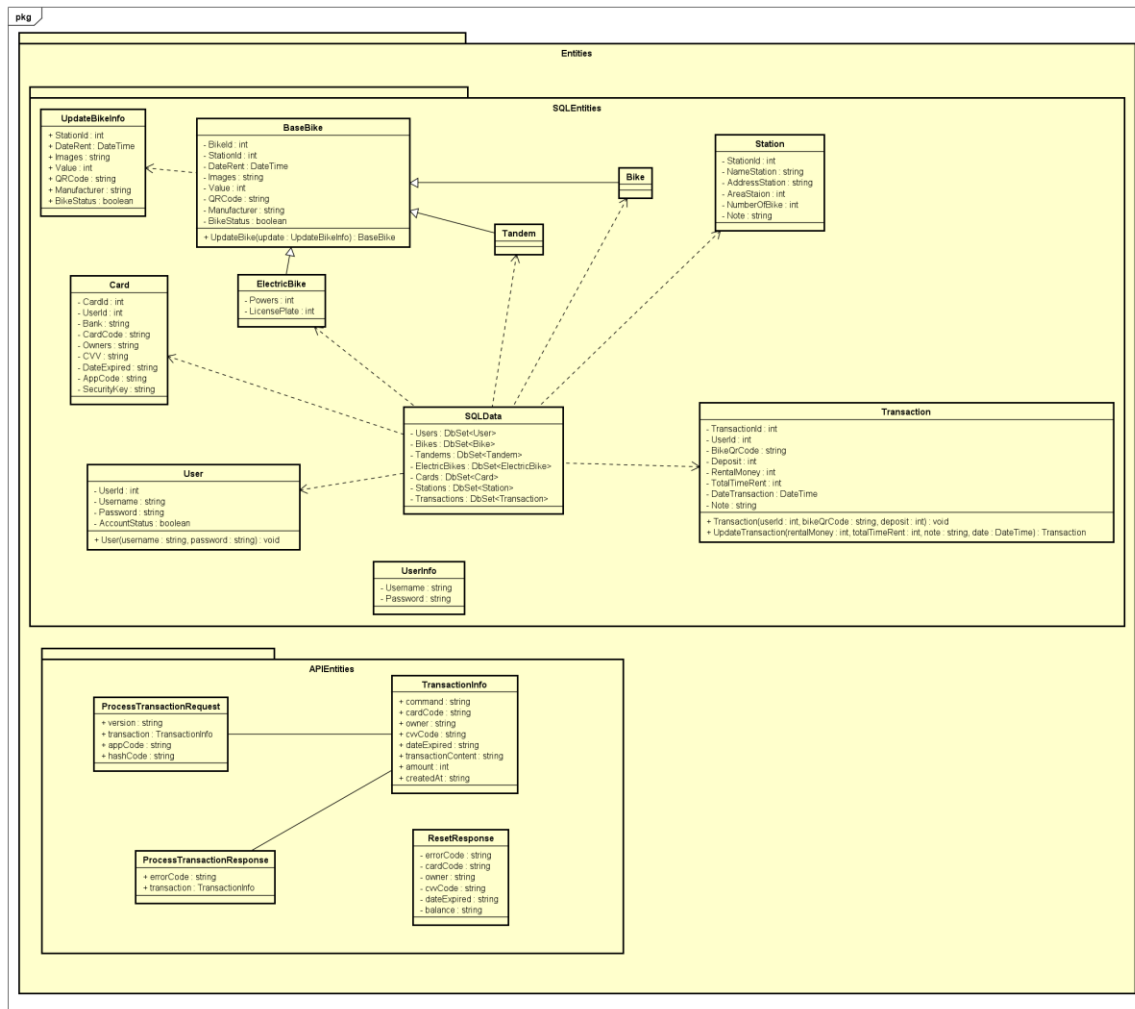 pkg
Entities
SQLEntities
UpdateBikeInfo
+ StationId : int
+ DateRent : DateTime
+ Images : string
+ Value : int
+ QRCode : string
+ Manufacturer : string
+ BikeStatus : boolean
BaseBike
- BikeId : int
- StationId : int
- DateRent : DateTime
- Images : string
- Value : int
- QRCode : string
- Manufacturer : string
- BikeStatus : boolean
+ UpdateBike(update : UpdateBikeInfo) : BaseBike
Bike
Station
- StationId : int
- NameStation : string
- AddressStation : string
- AreaStaion : int
- NumberOfBike : int
- Note : string
Tandem
Card
- CardId : int
- UserId : int
- Bank : string
- CardCode : string
- Owners : string
- CVV : string
- DateExpired : string
- AppCode : string
- SecurityKey : string
ElectricBike
- Powers : int
- LicensePlate : int
SQLData
- Users : DbSet<User>
- Bikes : DbSet<Bike>
- Tandems : DbSet<Tandem>
- ElectricBikes : DbSet<ElectricBike>
- Cards : DbSet<Card>
- Stations : DbSet<Station>
- Transactions : DbSet<Transaction>
Transaction
- TransactionId : int
- UserId : int
- BikeQrCode : string
- Deposit : int
- RentalMoney : int
- TotalTimeRent : int
- DateTransaction : DateTime
- Note : string
+ Transaction(userId : int, bikeQrCode : string, deposit : int) : void
+ UpdateTransaction(rentalMoney : int, totalTimeRent : int, note : string, date : DateTime) : Transaction
User
- UserId : int
- Username : string
- Password : string
- AccountStatus : boolean
+ User(username : string, password : string) : void
UserInfo
- Username : string
- Password : string
APIEntities
ProcessTransactionRequest
+ version : string
+ transaction : TransactionInfo
+ appCode : string
+ hashCode : string
TransactionInfo
+ command : string
+ cardCode : string
+ owner : string
+ cvvCode : string
+ dateExpired : string
+ transactionContent : string
+ amount : int
+ createdAt : string
ProcessTransactionResponse
+ errorCode : string
+ transaction : TransactionInfo
ResetResponse
- errorCode : string
- cardCode : string
- owner : string
- cvvCode : string
- dateExpired : string
- balance : string